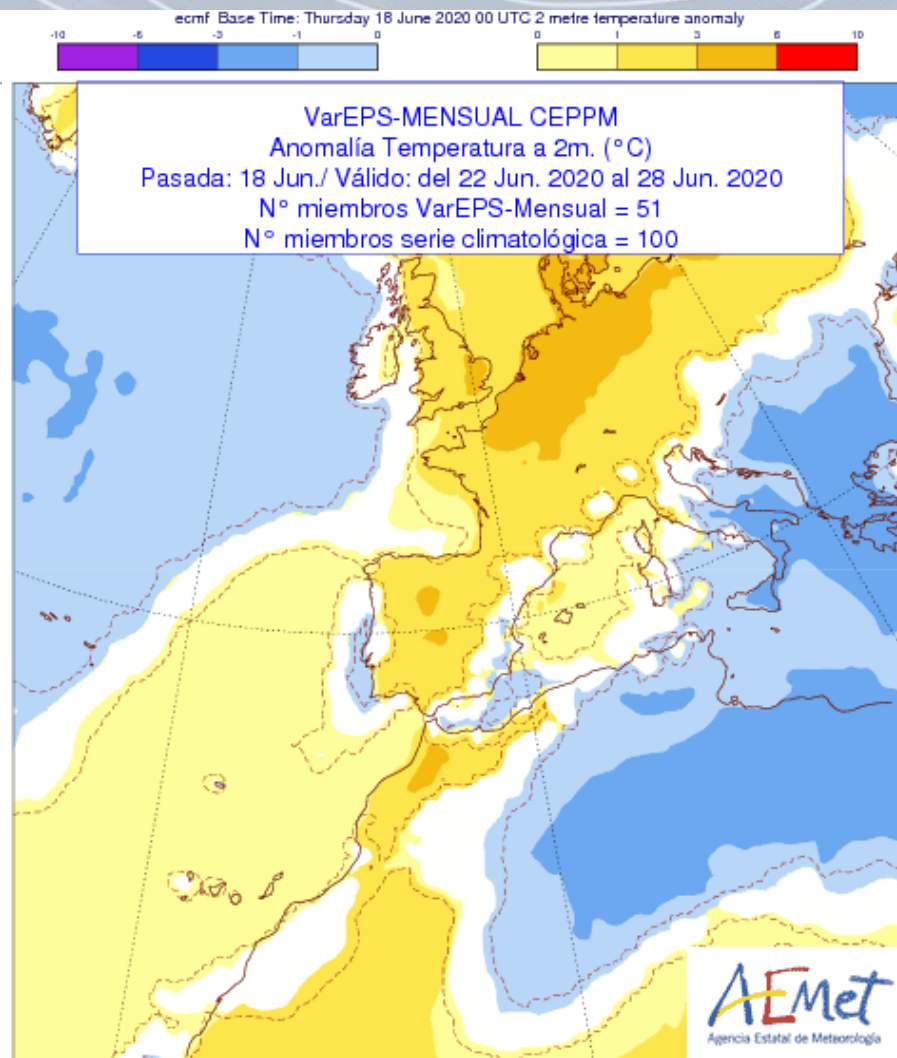 ecmf Base Time: Thursday 18 June 2020 00 UTC 2 metre temperature anomaly
-10 -6 -3 -1 0 0 1 3 6 10
VarEPS-MENSUAL CEPPM
Anomalía Temperatura a 2m. (°C)
Pasada: 18 Jun./ Válido: del 22 Jun. 2020 al 28 Jun. 2020
N° miembros VarEPS-Mensual = 51
N° miembros serie climatológica = 100
AEMet
Agencia Estatal de Meteorología